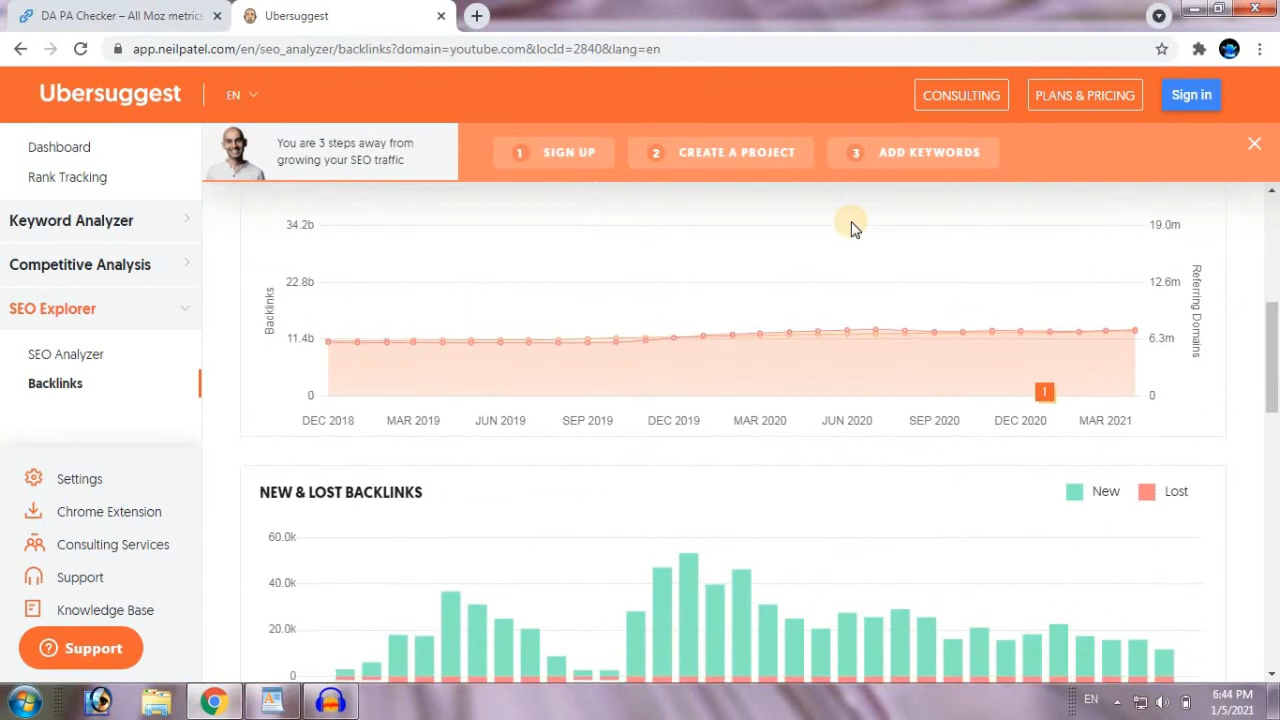 DA PA Checker – All Moz metrics
Ubersuggest
app.neilpatel.com/en/seo_analyzer/backlinks?domain=youtube.com&locId=2840&lang=en
Ubersuggest
EN
CONSULTING
PLANS & PRICING
Sign in
You are 3 steps away from
growing your SEO traffic
1 SIGN UP
2 CREATE A PROJECT
3 ADD KEYWORDS
Dashboard
Rank Tracking
Keyword Analyzer
Competitive Analysis
SEO Explorer
SEO Analyzer
Backlinks
Settings
Chrome Extension
Consulting Services
Support
Knowledge Base
Support
34.2b
22.8b
11.4b
0
Backlinks
19.0m
12.6m
6.3m
0
Referring Domains
1
DEC 2018 MAR 2019 JUN 2019 SEP 2019 DEC 2019 MAR 2020 JUN 2020 SEP 2020 DEC 2020 MAR 2021
NEW & LOST BACKLINKS
New Lost
60.0k
40.0k
20.0k
0
EN
6:44 PM
1/5/2021